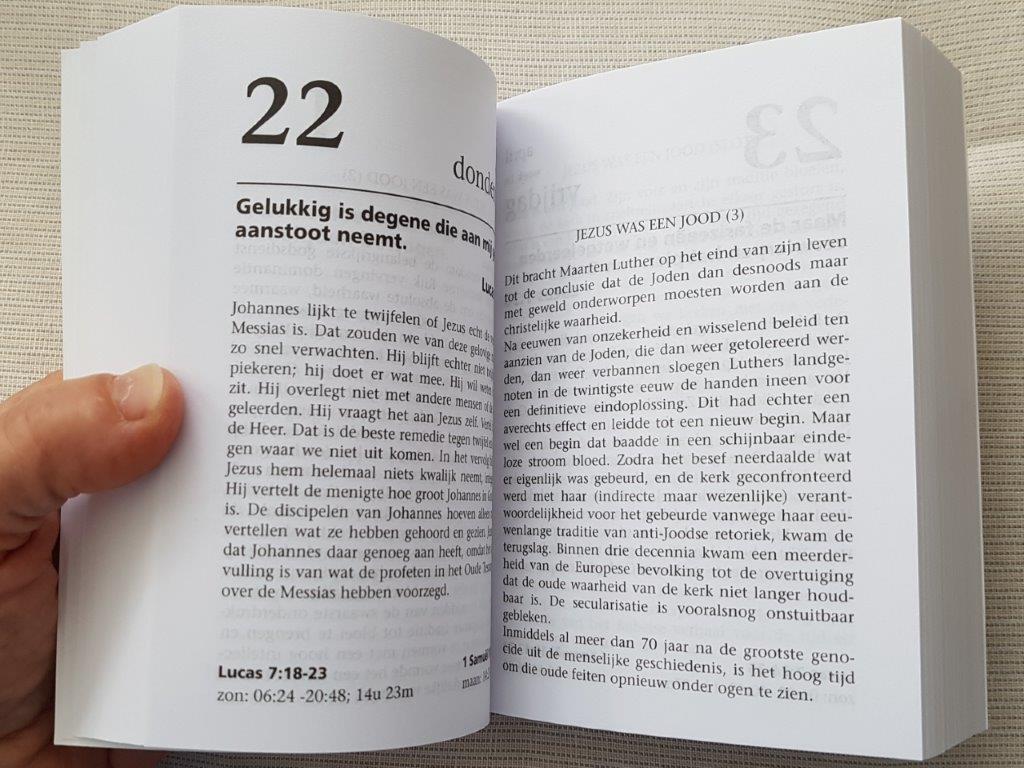 22
Gelukkig is degene die aan mij
aanstoot neemt.
Johannes lijkt te twijfelen of Jezus echt de
Messias is. Dat zouden we van deze gelovige
zo snel verwachten. Hij blijft echter niet
piekeren; hij doet er wat mee. Hij wil weten
zit. Hij overlegt niet met andere mensen of
geleerden. Hij vraagt het aan Jezus zelf.
de Heer. Dat is de beste remedie tegen twijfel
gen waar we niet uit komen. In het vervolg
Jezus hem helemaal niets kwalijk neemt,
Hij vertelt de menigte hoe groot Johannes in
is. De discipelen van Johannes hoeven alleen
vertellen wat ze hebben gehoord en gezien.
dat Johannes daar genoeg aan heeft, omdat
vulling is van wat de profeten in het Oude
over de Messias hebben voorzegd.
Lucas 7:18-23
zon: 06:24 -20:48; 14u 23m
JEZUS WAS EEN JOOD (3)
Dit bracht Maarten Luther op het eind van zijn leven
tot de conclusie dat de Joden dan desnoods maar
met geweld onderworpen moesten worden aan de
christelijke waarheid.
Na eeuwen van onzekerheid en wisselend beleid ten
aanzien van de Joden, die dan weer getolereerd wer-
den, dan weer verbannen sloegen Luthers landge-
noten in de twintigste eeuw de handen ineen voor
een definitieve eindoplossing. Dit had echter een
averechts effect en leidde tot een nieuw begin. Maar
wel een begin dat baadde in een schijnbaar einde-
loze stroom bloed. Zodra het besef neerdaalde wat
er eigenlijk was gebeurd, en de kerk geconfronteerd
werd met haar (indirecte maar wezenlijke) verant-
woordelijkheid voor het gebeurde vanwege haar eeu-
wenlange traditie van anti-Joodse retoriek, kwam de
terugslag. Binnen drie decennia kwam een meerder-
heid van de Europese bevolking tot de overtuiging
dat de oude waarheid van de kerk niet langer houd-
baar is. De secularisatie is vooralsnog onstuitbaar
gebleken.
Inmiddels al meer dan 70 jaar na de grootste geno-
cide uit de menselijke geschiedenis, is het hoog tijd
om die oude feiten opnieuw onder ogen te zien.